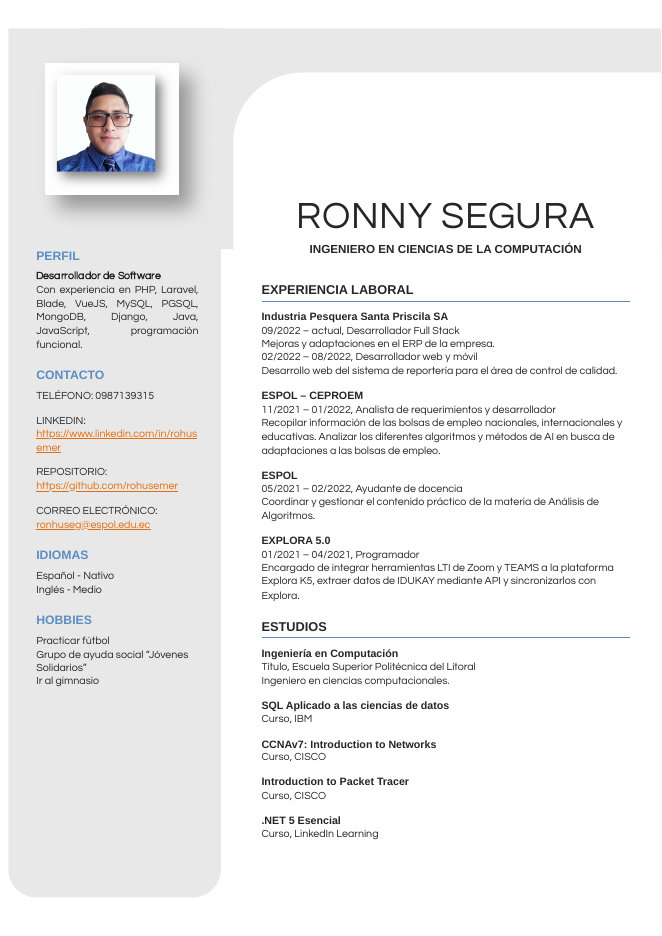 RONNY SEGURA
INGENIERO EN CIENCIAS DE LA COMPUTACIÓN
PERFIL
Desarrollador de Software
Con experiencia en PHP, Laravel,
Blade, VueJS, MySQL, PGSQL,
MongoDB, Django, Java,
JavaScript, programación
funcional.
CONTACTO
TELÉFONO: 0987139315
LINKEDIN:
https://www.linkedin.com/in/rohus
emer
REPOSITORIO:
https://github.com/rohusemer
CORREO ELECTRÓNICO:
ronhuseg@espol.edu.ec
IDIOMAS
Español - Nativo
Inglés - Medio
HOBBIES
Practicar fútbol
Grupo de ayuda social “Jóvenes
Solidarios”
Ir al gimnasio
EXPERIENCIA LABORAL
Industria Pesquera Santa Priscila SA
09/2022 – actual, Desarrollador Full Stack
Mejoras y adaptaciones en el ERP de la empresa.
02/2022 – 08/2022, Desarrollador web y móvil
Desarrollo web del sistema de reportería para el área de control de calidad.
ESPOL – CEPROEM
11/2021 – 01/2022, Analista de requerimientos y desarrollador
Recopilar información de las bolsas de empleo nacionales, internacionales y
educativas. Analizar los diferentes algoritmos y métodos de AI en busca de
adaptaciones a las bolsas de empleo.
ESPOL
05/2021 – 02/2022, Ayudante de docencia
Coordinar y gestionar el contenido práctico de la materia de Análisis de
Algoritmos.
EXPLORA 5.0
01/2021 – 04/2021, Programador
Encargado de integrar herramientas LTI de Zoom y TEAMS a la plataforma
Explora K5, extraer datos de IDUKAY mediante API y sincronizarlos con
Explora.
ESTUDIOS
Ingeniería en Computación
Título, Escuela Superior Politécnica del Litoral
Ingeniero en ciencias computacionales.
SQL Aplicado a las ciencias de datos
Curso, IBM
CCNAv7: Introduction to Networks
Curso, CISCO
Introduction to Packet Tracer
Curso, CISCO
.NET 5 Esencial
Curso, LinkedIn Learning